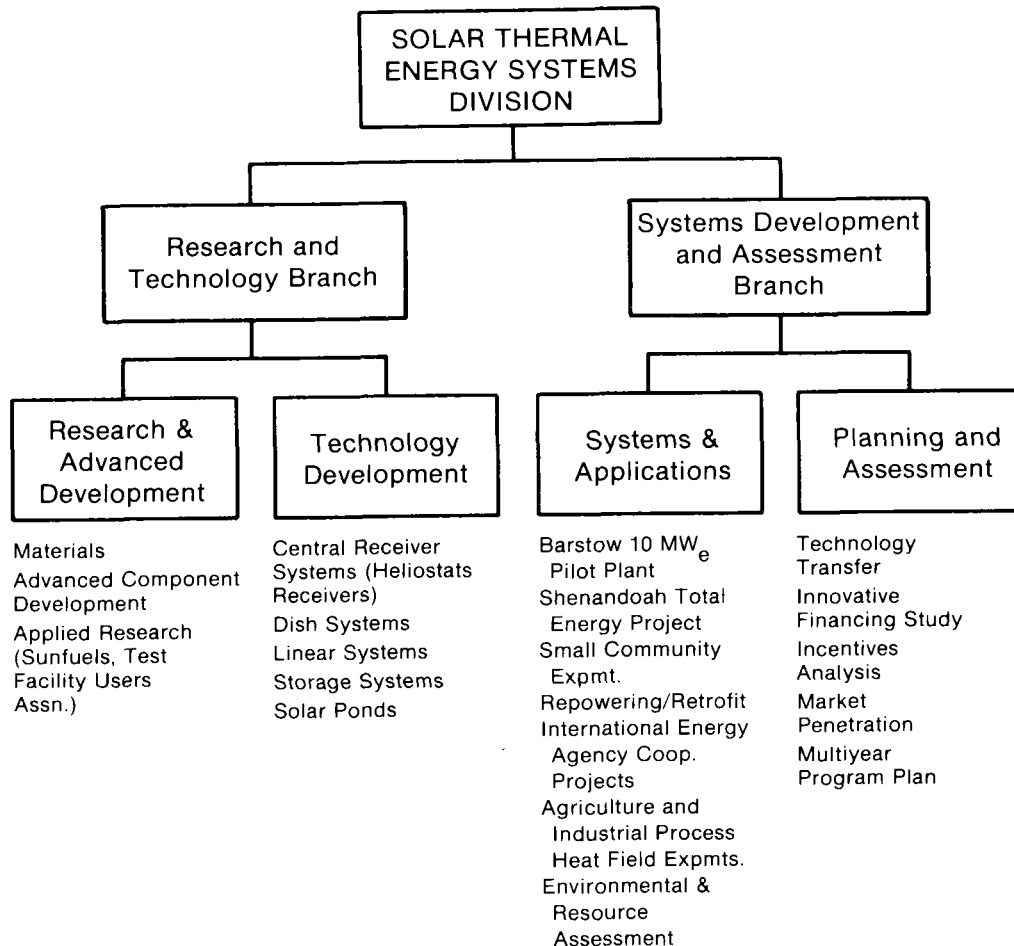 SOLAR THERMAL
ENERGY SYSTEMS
DIVISION
Research and
Technology Branch
Systems Development
and Assessment
Branch
Research &
Advanced
Development
Technology
Development
Systems &
Applications
Planning and
Assessment
Materials
Advanced Component
Development
Applied Research
(Sunfuels, Test
Facility Users
Assn.)
Central Receiver
Systems (Heliostats
Receivers)
Dish Systems
Linear Systems
Storage Systems
Solar Ponds
Barstow 10 MWe
Pilot Plant
Shenandoah Total
Energy Project
Small Community
Expmt.
Repowering/Retrofit
International Energy
Agency Coop.
Projects
Agriculture and
Industrial Process
Heat Field Expmts.
Environmental &
Resource
Assessment
Technology
Transfer
Innovative
Financing Study
Incentives
Analysis
Market
Penetration
Multiyear
Program Plan